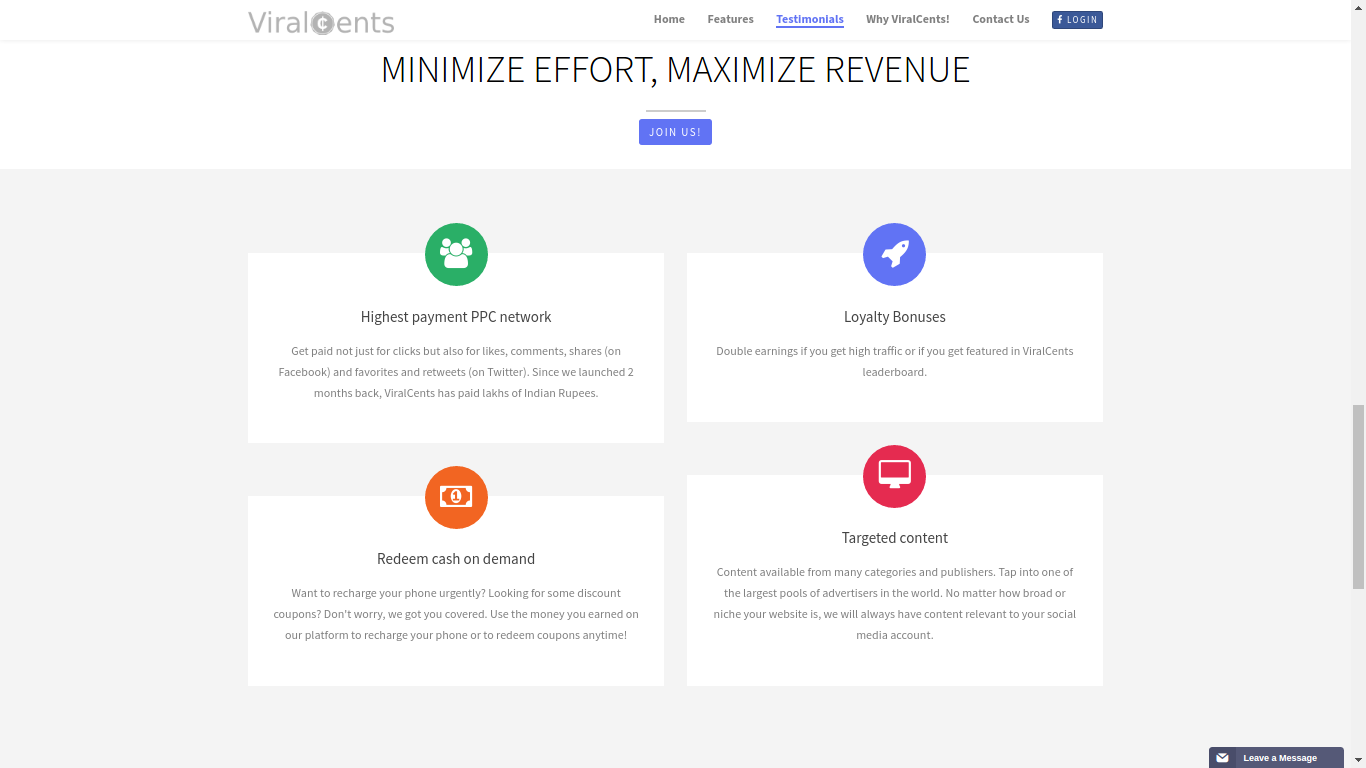 ViralCents
Home Features Testimonials Why ViralCents! Contact Us LOGIN
MINIMIZE EFFORT, MAXIMIZE REVENUE
JOIN US!
Highest payment PPC network
Get paid not just for clicks but also for likes, comments, shares (on
Facebook) and favorites and retweets (on Twitter). Since we launched 2
months back, ViralCents has paid lakhs of Indian Rupees.
Loyalty Bonuses
Double earnings if you get high traffic or if you get featured in ViralCents
leaderboard.
Redeem cash on demand
Want to recharge your phone urgently? Looking for some discount
coupons? Don't worry, we got you covered. Use the money you earned on
our platform to recharge your phone or to redeem coupons anytime!
Targeted content
Content available from many categories and publishers. Tap into one of
the largest pools of advertisers in the world. No matter how broad or
niche your website is, we will always have content relevant to your social
media account.
Leave a Message